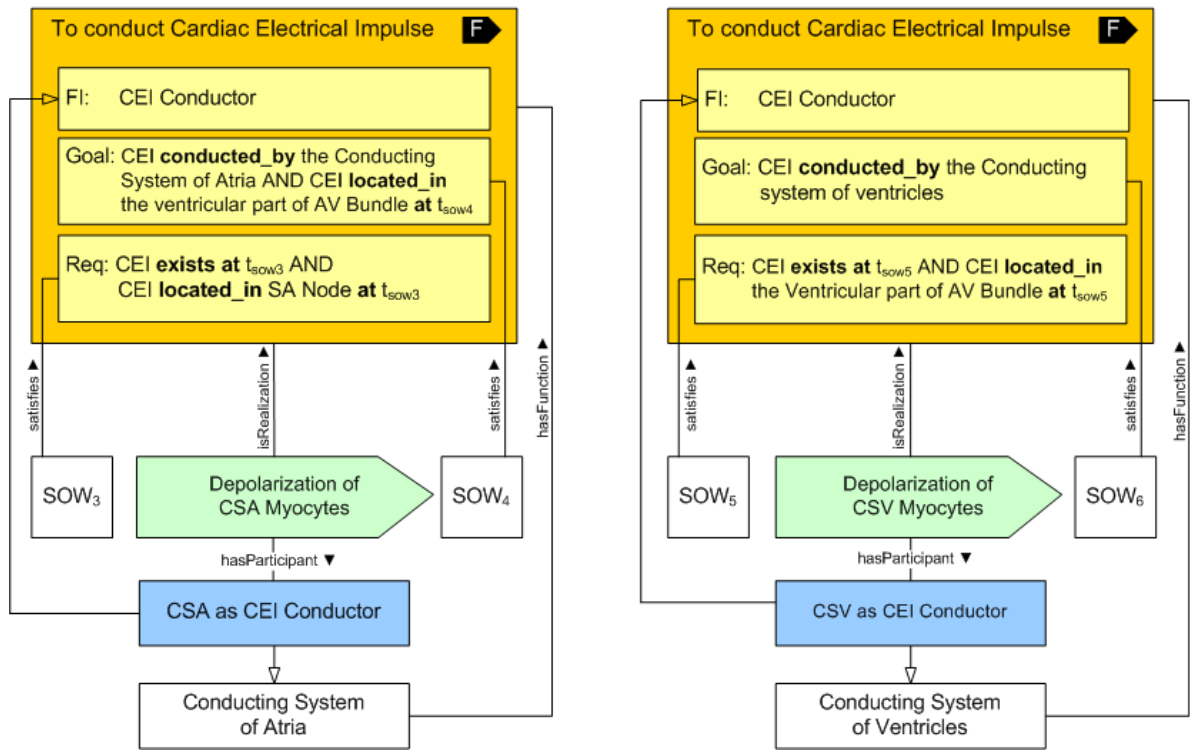 To conduct Cardiac Electrical Impulse
F
FI: CEI Conductor
Goal: CEI conducted_by the Conducting
System of Atria AND CEI located_in
the ventricular part of AV Bundle at tsow4
Req: CEI exists at tsow3 AND
CEI located_in SA Node at tsow3
satisfies ▲
isRealization ▲
satisfies ▲
hasFunction ▲
SOW3
Depolarization of
CSA Myocytes
SOW4
hasParticipant ▼
CSA as CEI Conductor
Conducting System
of Atria
To conduct Cardiac Electrical Impulse
F
FI: CEI Conductor
Goal: CEI conducted_by the Conducting
system of ventricles
Req: CEI exists at tsow5 AND CEI located_in
the Ventricular part of AV Bundle at tsow5
satisfies ▲
isRealization ▲
satisfies ▲
hasFunction ▲
SOW5
Depolarization of
CSV Myocytes
SOW6
hasParticipant ▼
CSV as CEI Conductor
Conducting System
of Ventricles